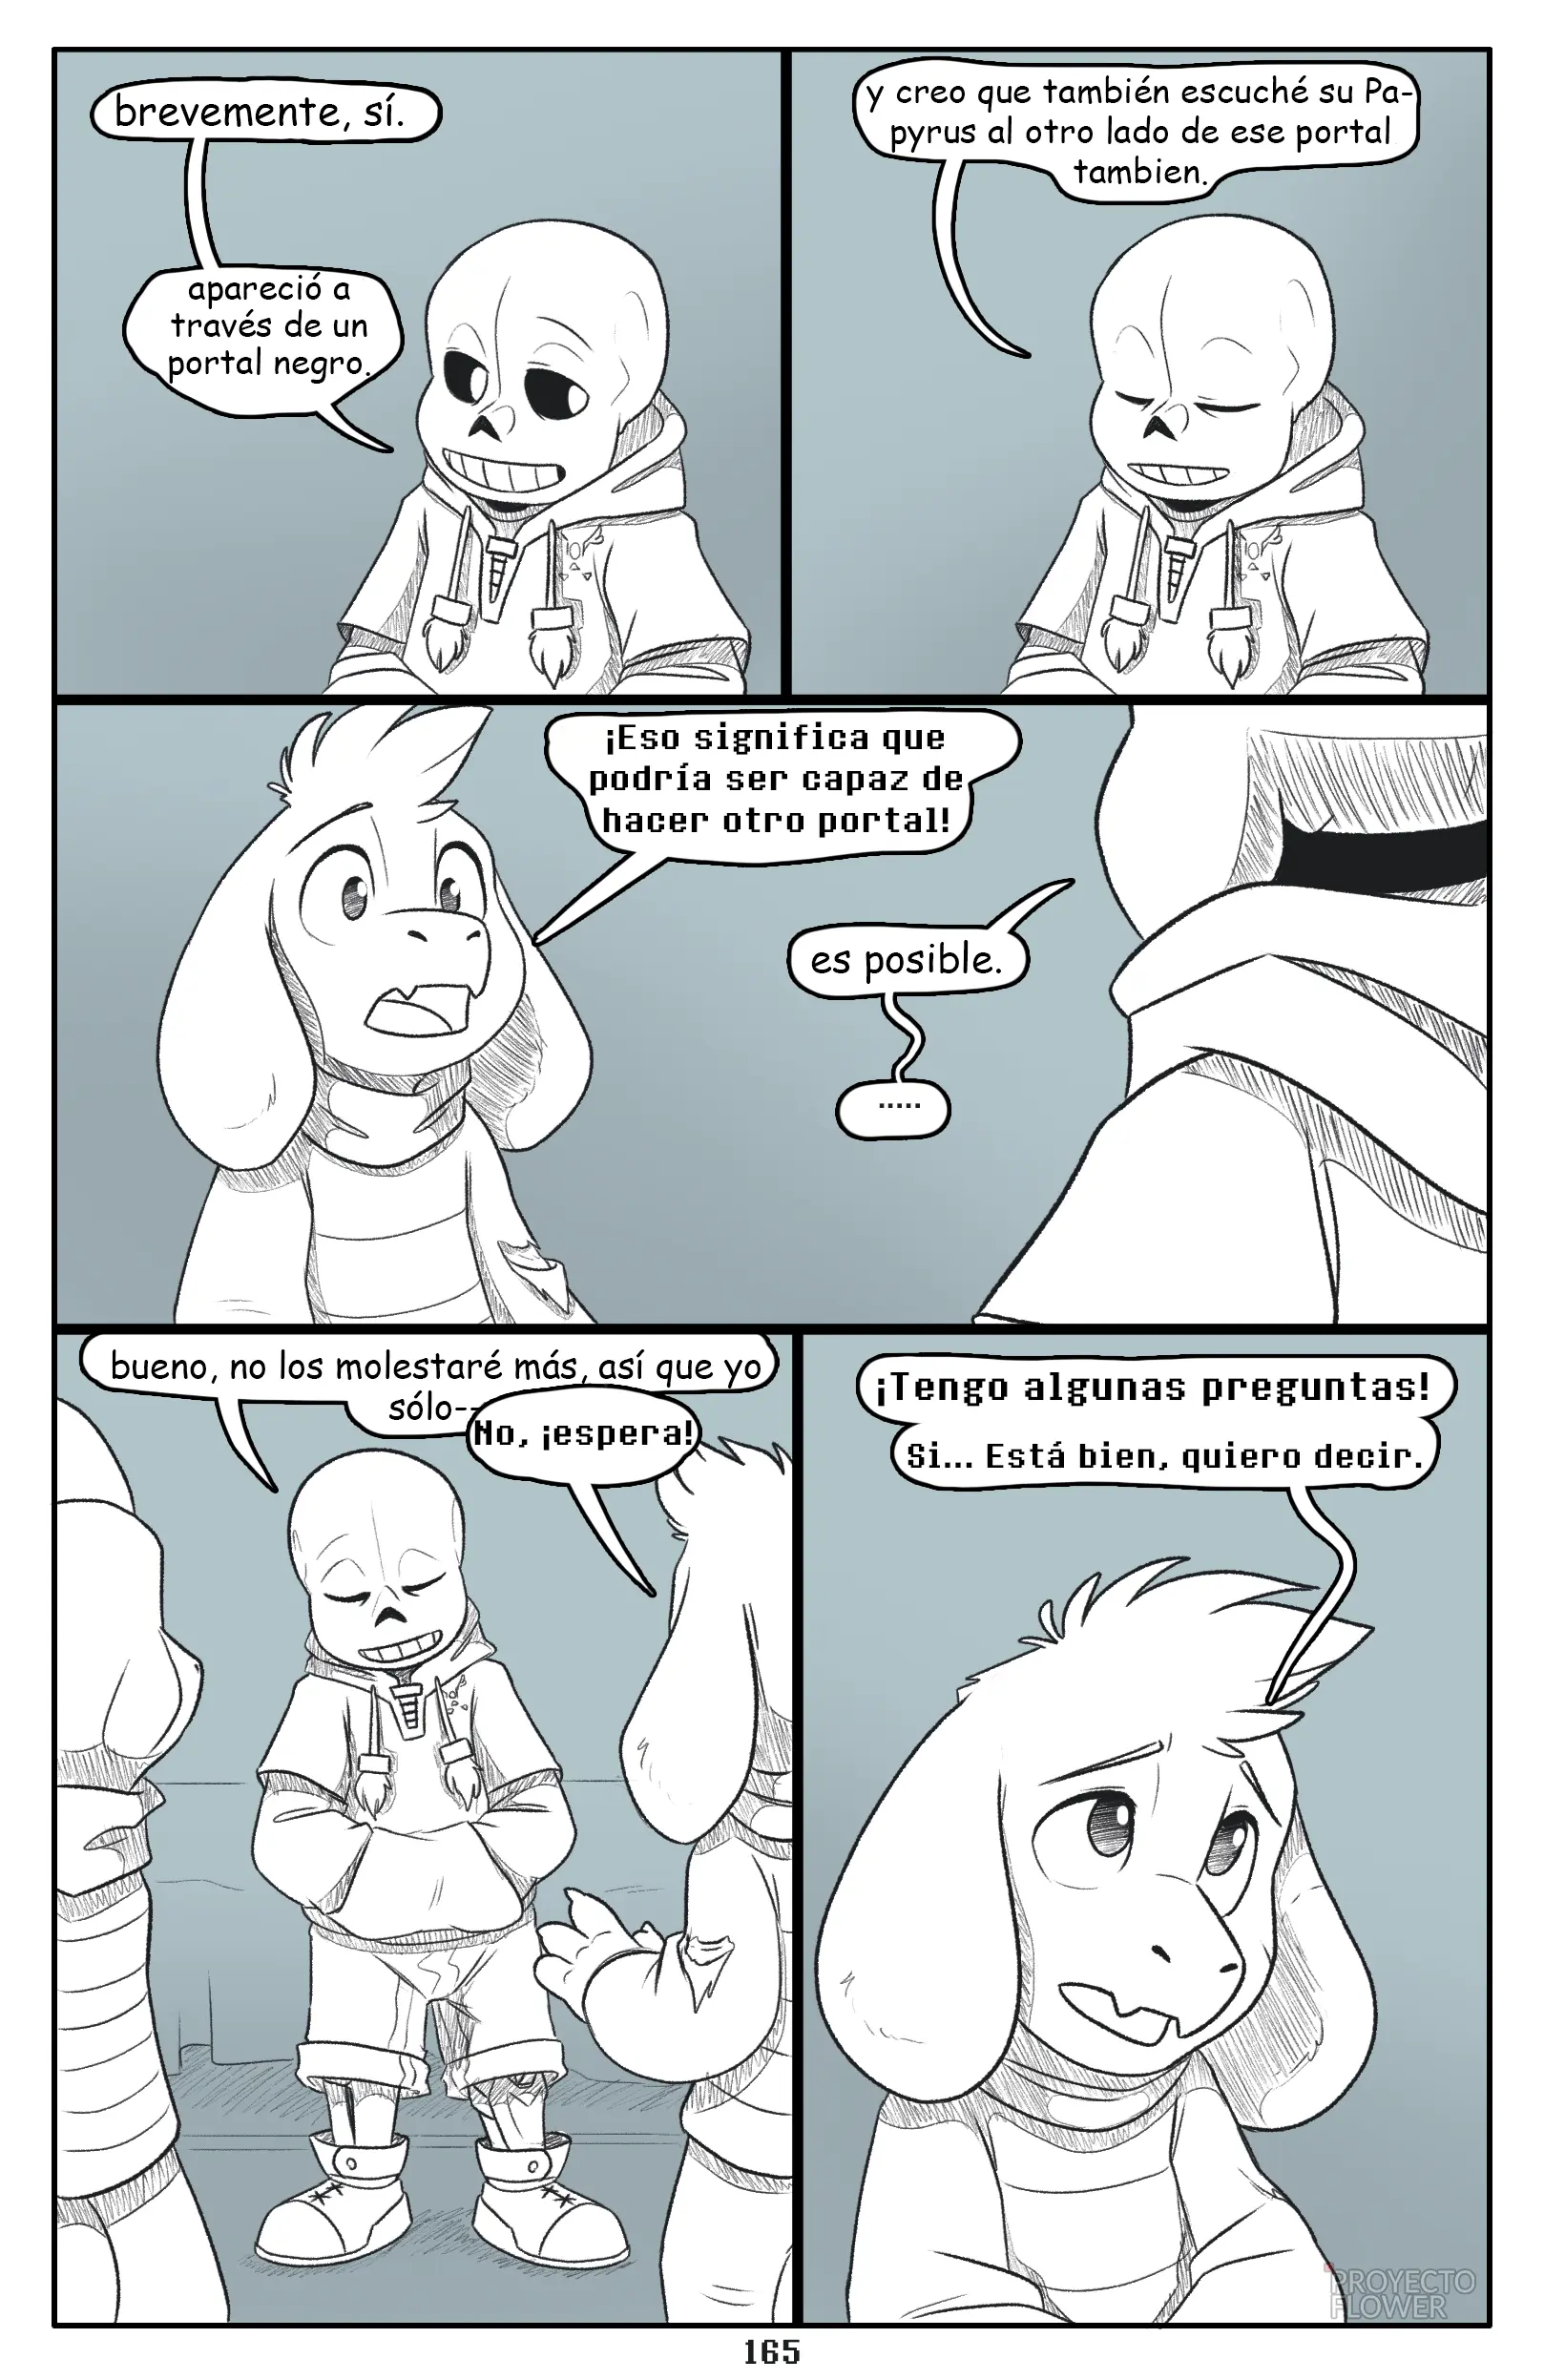 brevemente, sí.
apareció a
través de un
portal negro.
y creo que también escuché su Pa-
pyrus al otro lado de ese portal
tambien.
¡Eso significa que
podría ser capaz de
hacer otro portal!
es posible.
.....
bueno, no los molestaré más, así que yo
sólo--
No, ¡espera!
¡Tengo algunas preguntas!
Si... Está bien, quiero decir.
PROYECTO
FLOWER
165